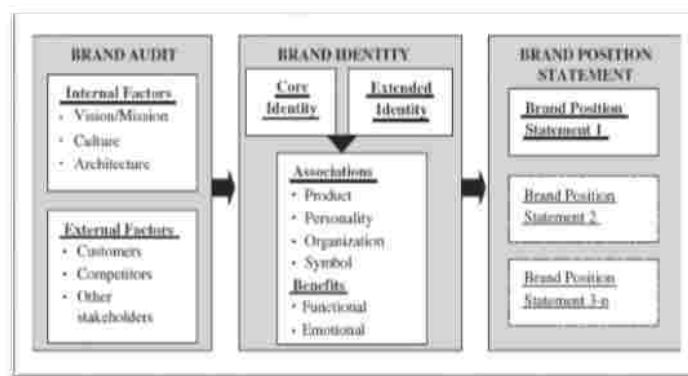 BRAND AUDIT
Internal Factors
• Vision/Mission
• Culture
• Architecture
External Factors
• Customers
• Competitors
• Other
stakeholders
BRAND IDENTITY
Core
Identity
Extended
Identity
Associations
• Product
• Personality
• Organization
• Symbol
Benefits
• Functional
• Emotional
BRAND POSITION
STATEMENT
Brand Position
Statement 1
Brand Position
Statement 2
Brand Position
Statement 3-n